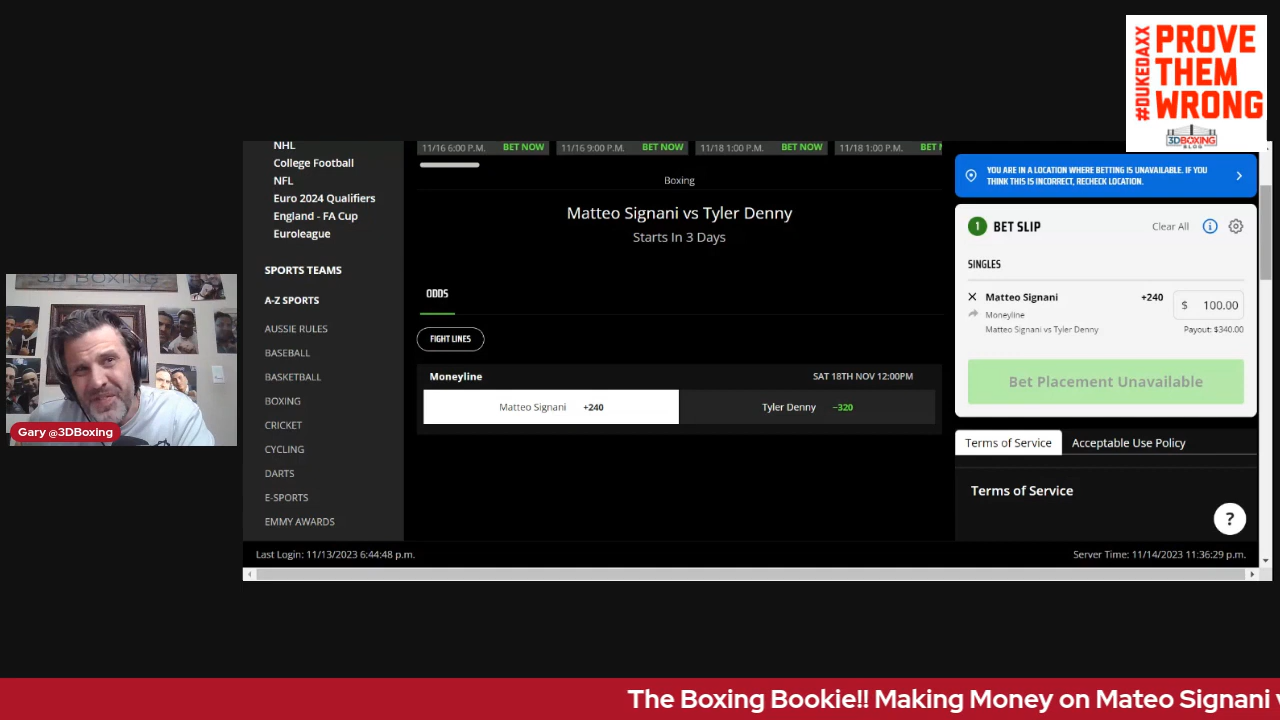 #DUKEDAXX
PROVE
THEM
WRONG
3DBOXING
BLOG
NHL
College Football
NFL
Euro 2024 Qualifiers
England - FA Cup
Euroleague
SPORTS TEAMS
A-Z SPORTS
AUSSIE RULES
BASEBALL
BASKETBALL
BOXING
CRICKET
CYCLING
DARTS
E-SPORTS
EMMY AWARDS
11/16 6:00 P.M. BET NOW
11/16 9:00 P.M. BET NOW
11/18 1:00 P.M. BET NOW
11/18 1:00 P.M. BET
Boxing
Matteo Signani vs Tyler Denny
Starts In 3 Days
ODDS
FIGHT LINES
Moneyline SAT 18TH NOV 12:00PM
Matteo Signani +240 Tyler Denny −320
YOU ARE IN A LOCATION WHERE BETTING IS UNAVAILABLE. IF YOU
THINK THIS IS INCORRECT, RECHECK LOCATION.
1 BET SLIP Clear All
SINGLES
Matteo Signani +240 $ 100.00
Moneyline
Matteo Signani vs Tyler Denny Payout: $340.00
Bet Placement Unavailable
Terms of Service Acceptable Use Policy
Terms of Service
?
Last Login: 11/13/2023 6:44:48 p.m. Server Time: 11/14/2023 11:36:29 p.m.
3D BOXING
Gary @3DBoxing
The Boxing Bookie!! Making Money on Mateo Signani v